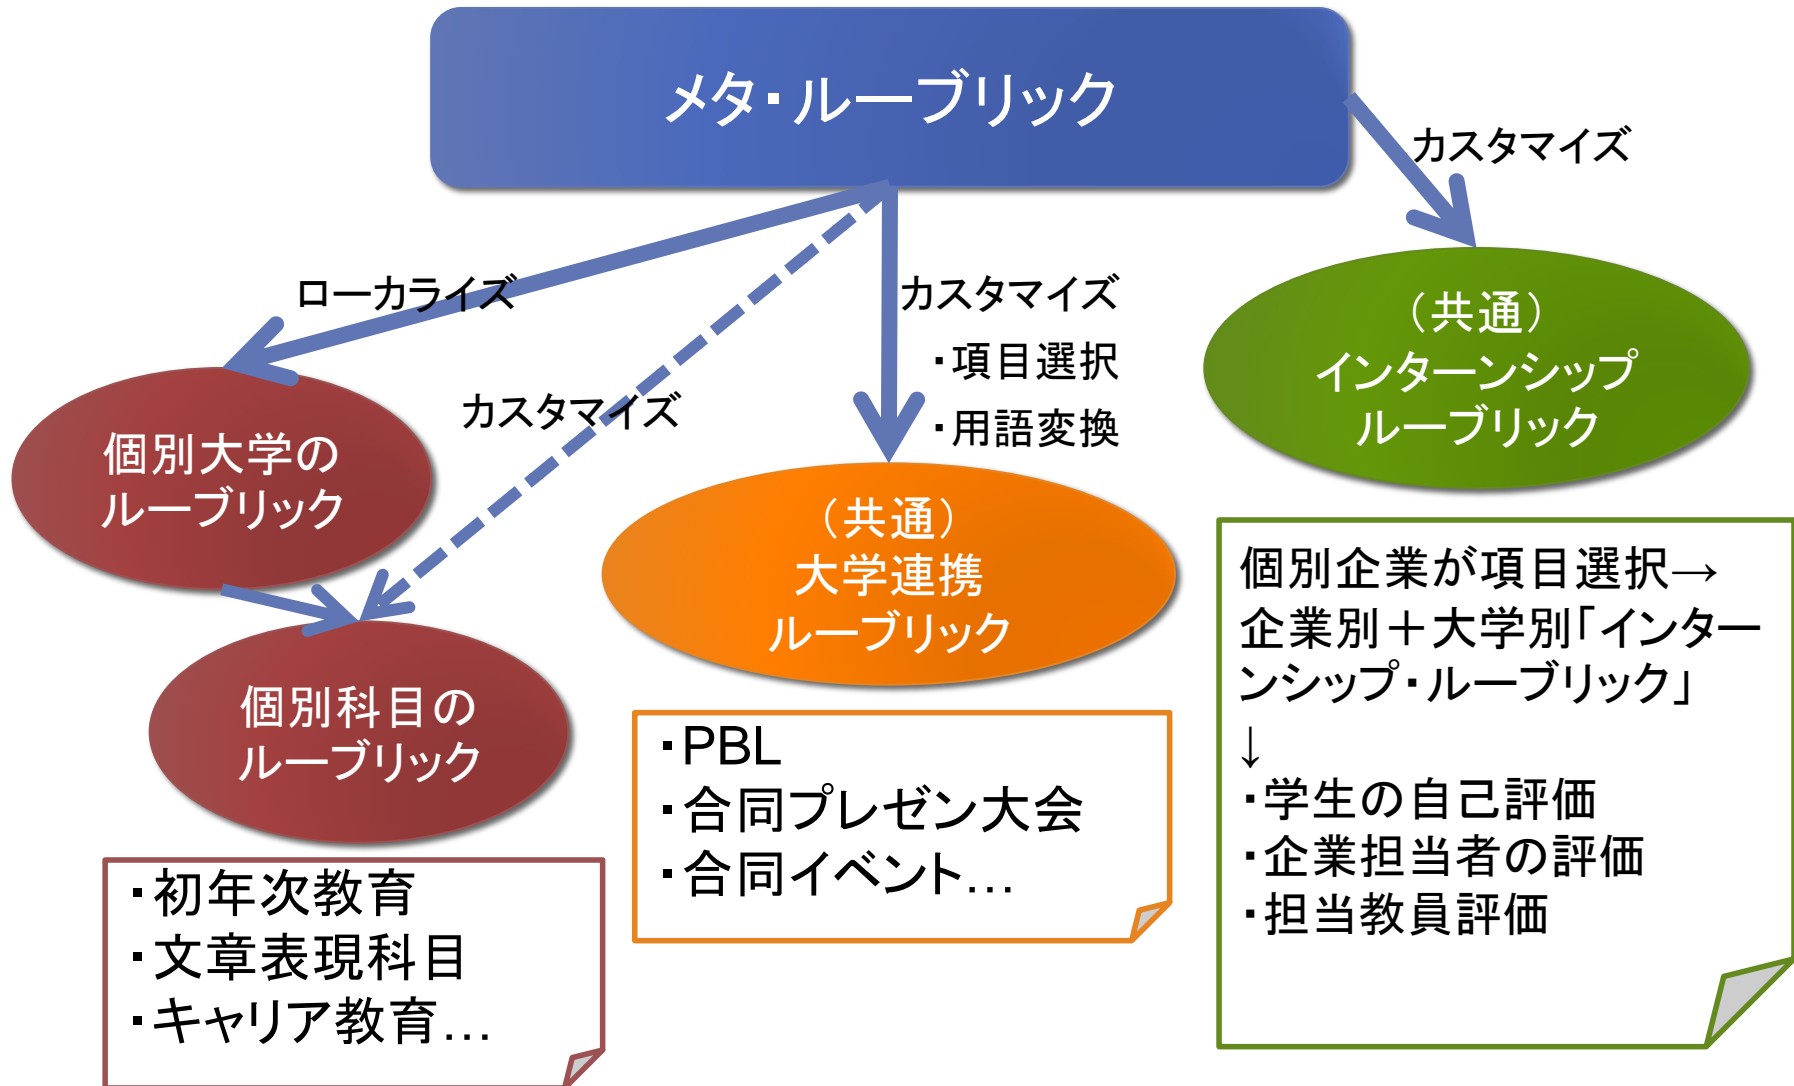 メタ・ルーブリック
カスタマイズ
ローカライズ
カスタマイズ
カスタマイズ
・項目選択
・用語変換
個別大学の
ルーブリック
個別科目の
ルーブリック
・初年次教育
・文章表現科目
・キャリア教育…
（共通）
大学連携
ルーブリック
・PBL
・合同プレゼン大会
・合同イベント…
（共通）
インターンシップ
ルーブリック
個別企業が項目選択→
企業別＋大学別「インター
ンシップ・ルーブリック」
↓
・学生の自己評価
・企業担当者の評価
・担当教員評価